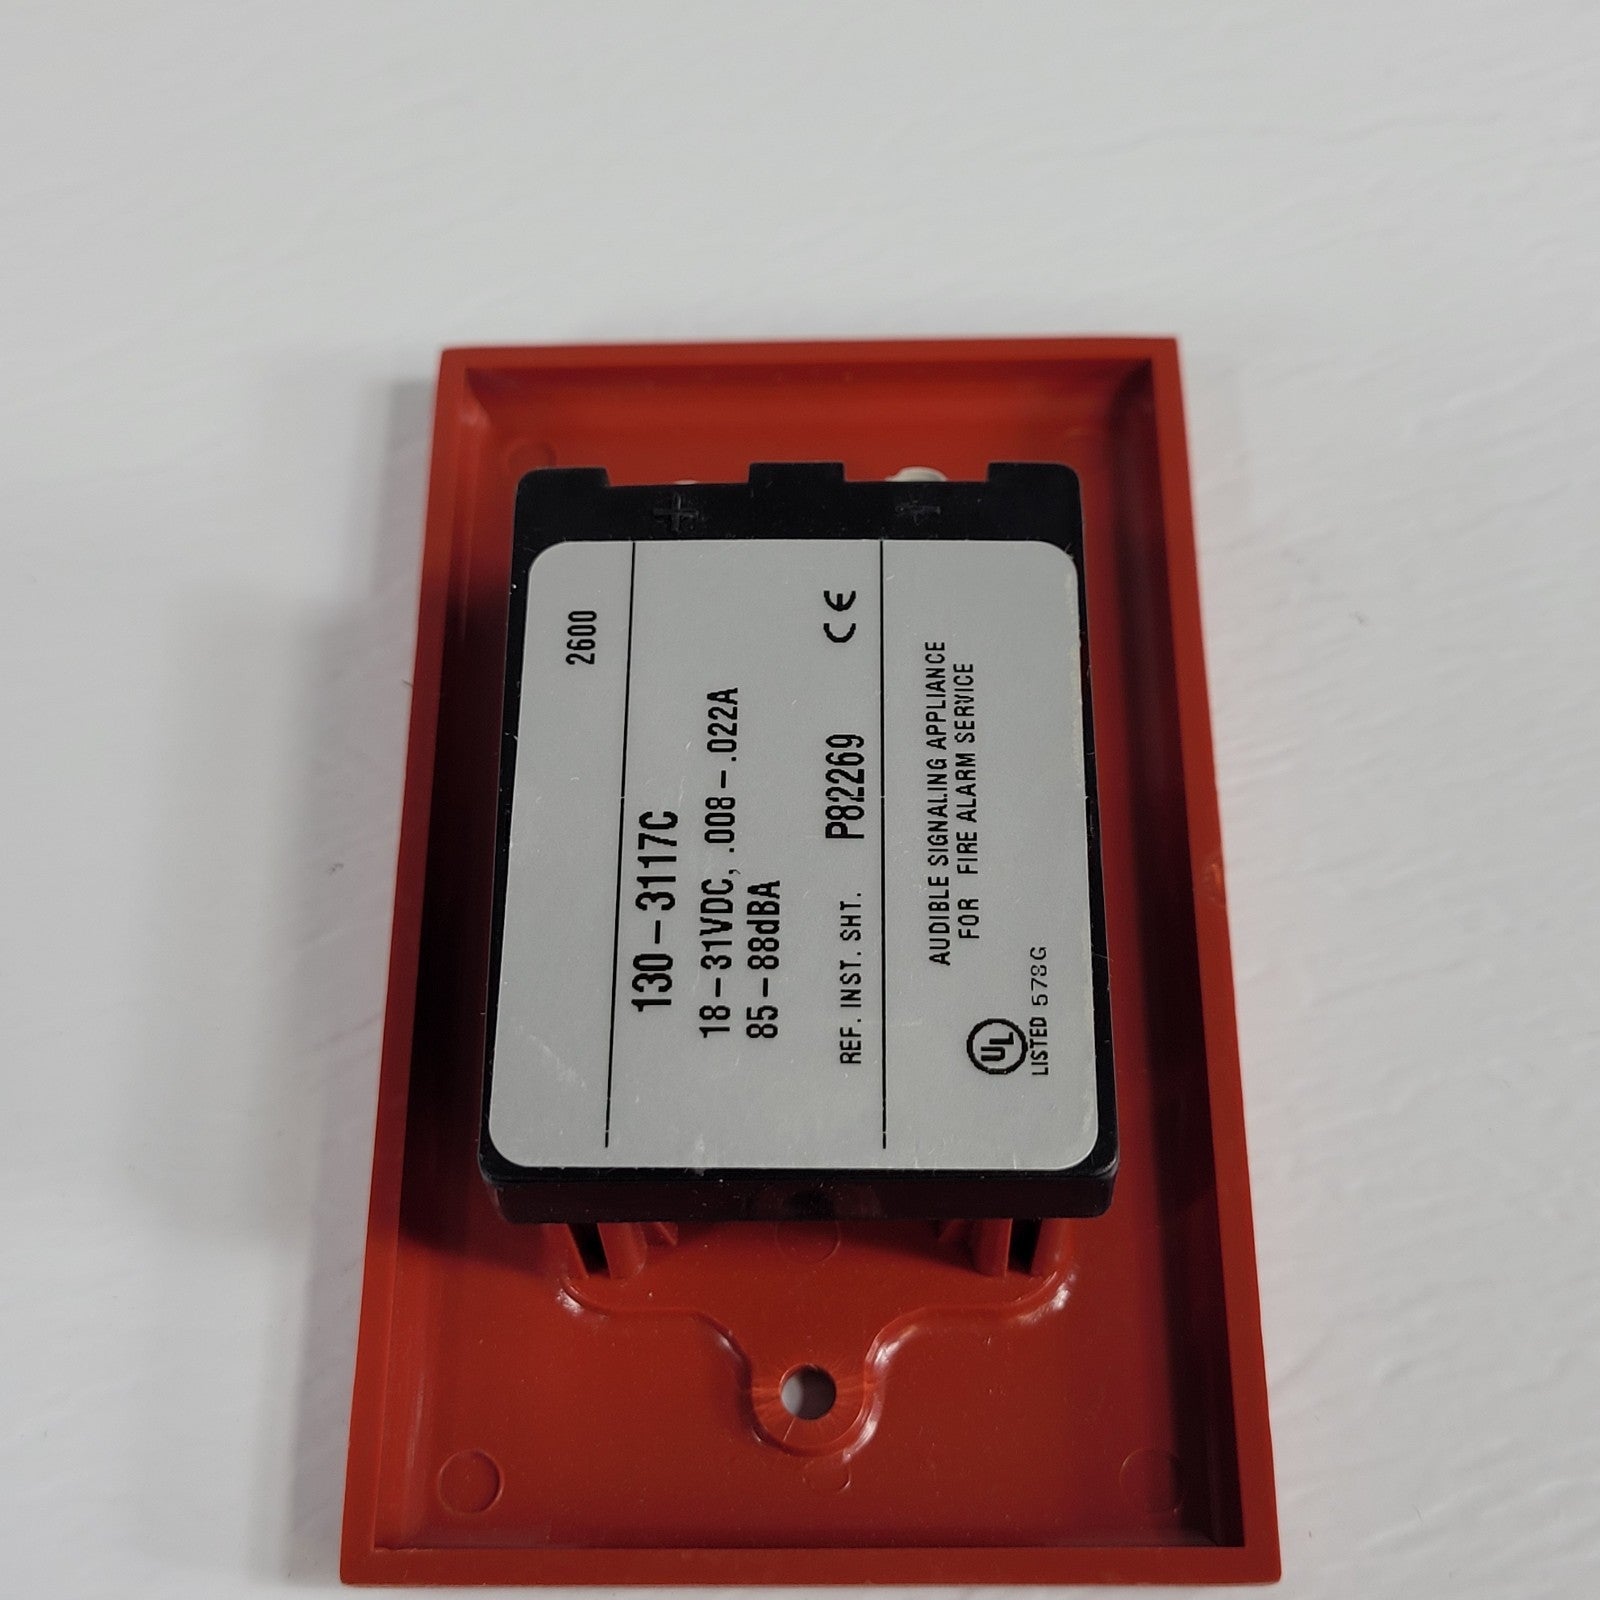 2600
130-3117C
18-31VDC, .008-.022A
85-88dBA
REF. INST. SHT. P82269 CE
AUDIBLE SIGNALING APPLIANCE
FOR FIRE ALARM SERVICE
UL
LISTED 578G
+
-